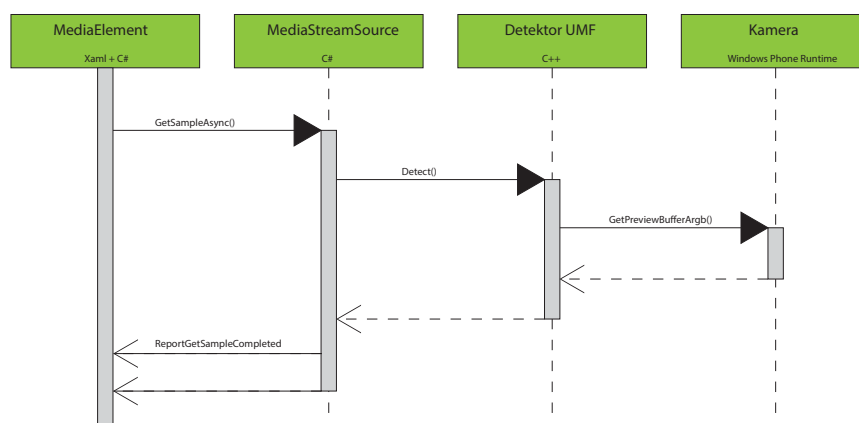 MediaElement
Xaml + C#
MediaStreamSource
C#
Detektor UMF
C++
Kamera
Windows Phone Runtime
GetSampleAsync()
Detect()
GetPreviewBufferArgb()
ReportGetSampleCompleted